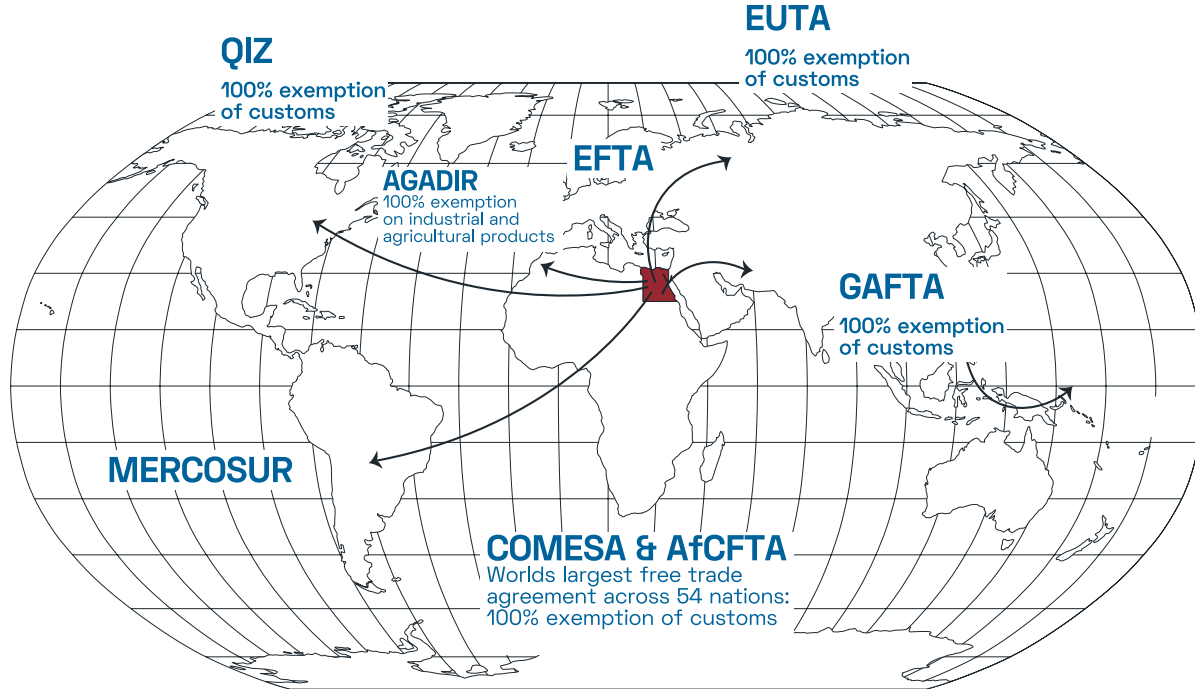 EUTA
100% exemption
of customs
QIZ
100% exemption
of customs
EFTA
AGADIR
100% exemption
on industrial and
agricultural products
GAFTA
100% exemption
of customs
MERCOSUR
COMESA & AfCFTA
Worlds largest free trade
agreement across 54 nations:
100% exemption of customs